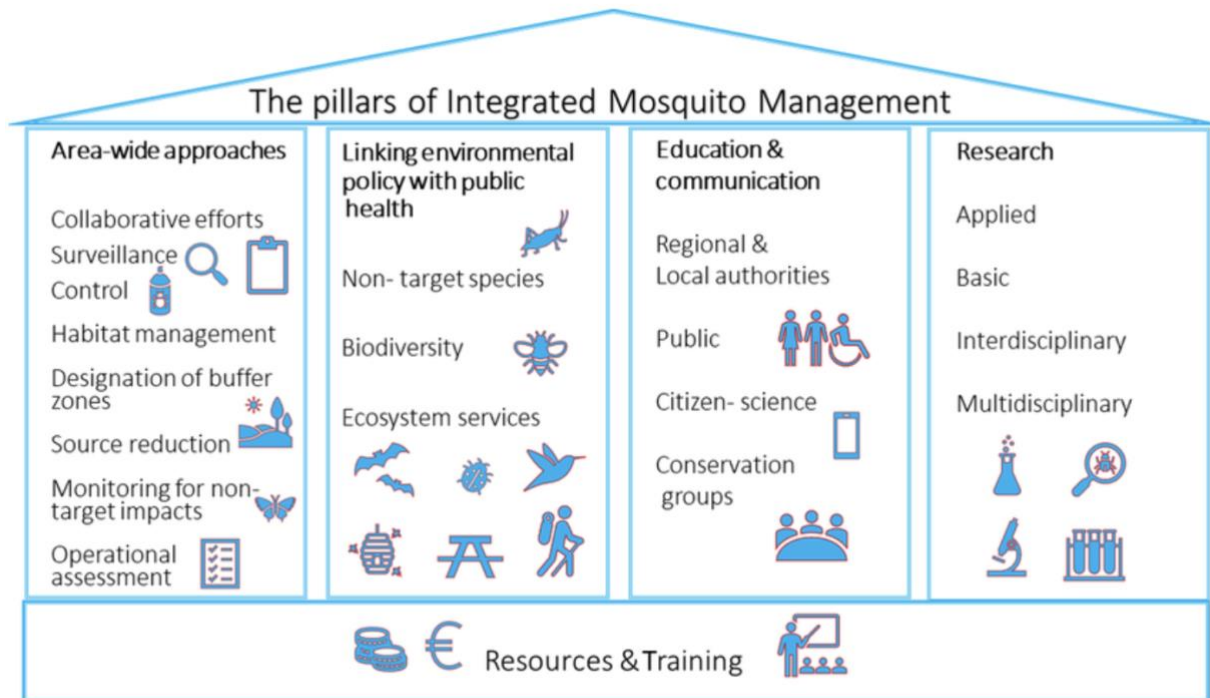 The pillars of Integrated Mosquito Management
Area-wide approaches
Collaborative efforts
Surveillance
Control
Habitat management
Designation of buffer
zones
Source reduction
Monitoring for non-
target impacts
Operational
assessment
Linking environmental
policy with public
health
Non- target species
Biodiversity
Ecosystem services
Education &
communication
Regional &
Local authorities
Public
Citizen- science
Conservation
groups
Research
Applied
Basic
Interdisciplinary
Multidisciplinary
€
Resources &Training